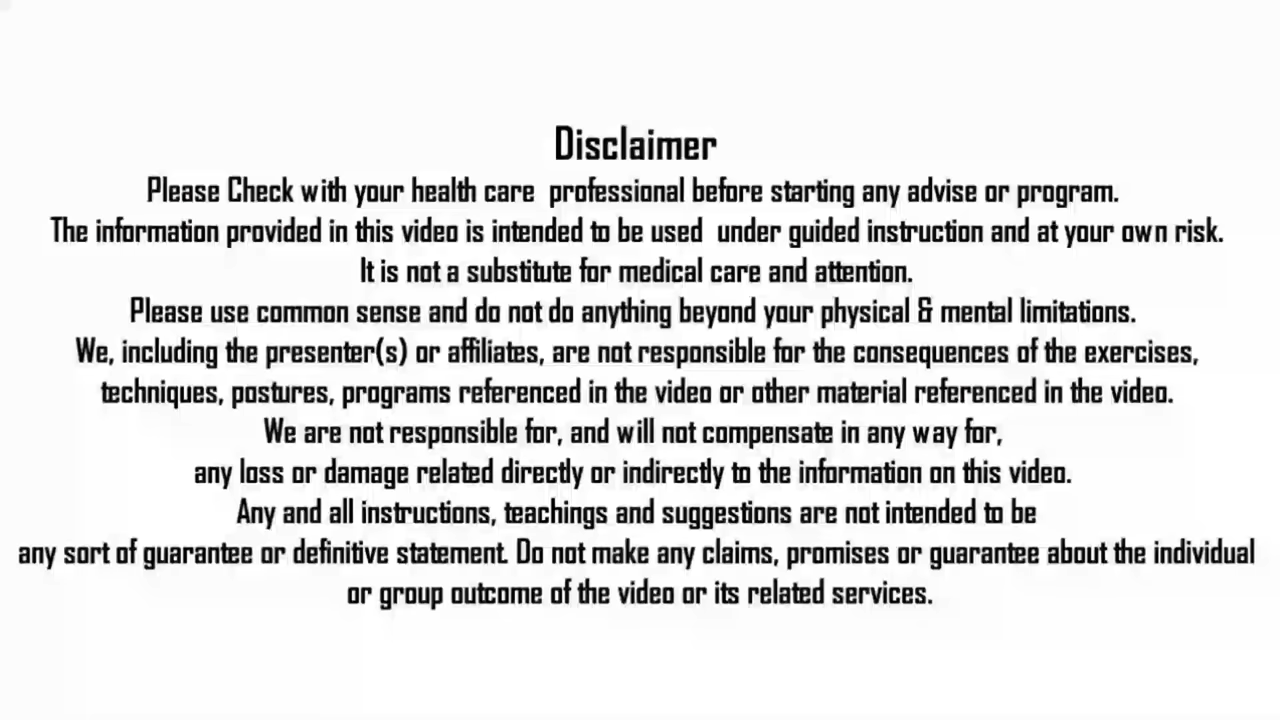 Disclaimer
Please Check with your health care professional before starting any advise or program.
The information provided in this video is intended to be used under guided instruction and at your own risk.
It is not a substitute for medical care and attention.
Please use common sense and do not do anything beyond your physical & mental limitations.
We, including the presenter(s) or affiliates, are not responsible for the consequences of the exercises,
techniques, postures, programs referenced in the video or other material referenced in the video.
We are not responsible for, and will not compensate in any way for,
any loss or damage related directly or indirectly to the information on this video.
Any and all instructions, teachings and suggestions are not intended to be
any sort of guarantee or definitive statement. Do not make any claims, promises or guarantee about the individual
or group outcome of the video or its related services.